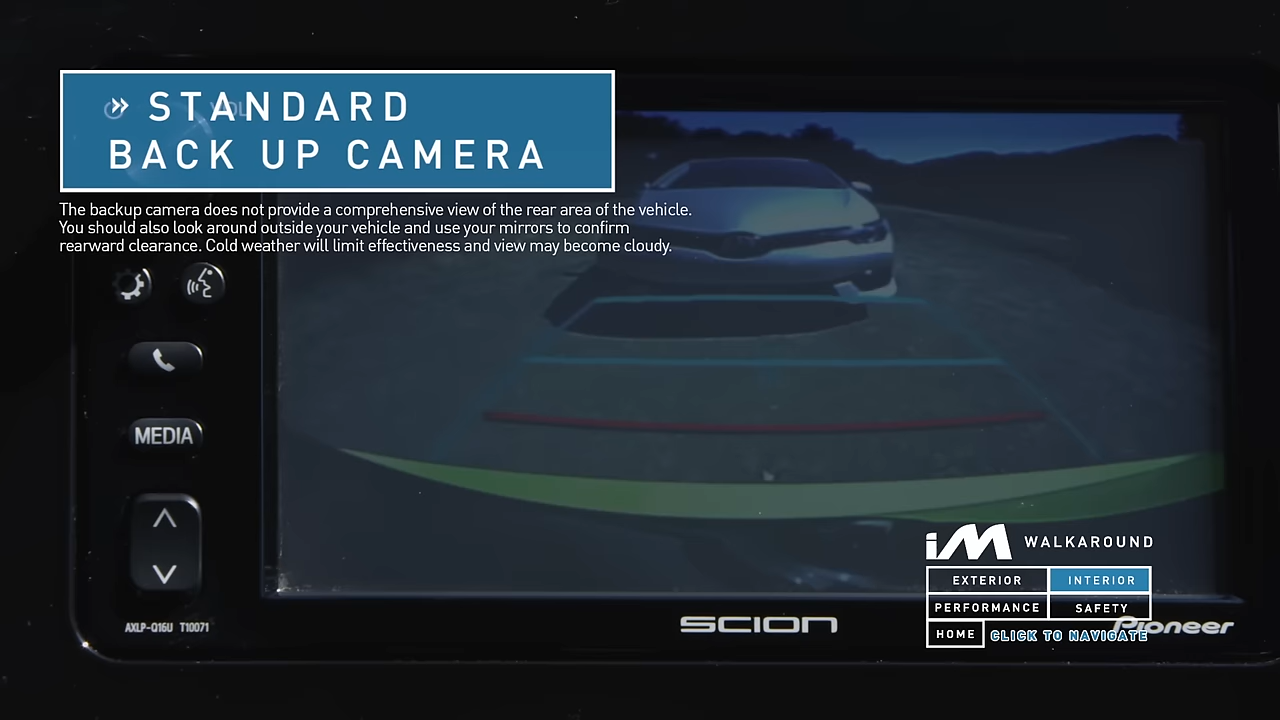 » STANDARD
BACK UP CAMERA
The backup camera does not provide a comprehensive view of the rear area of the vehicle.
You should also look around outside your vehicle and use your mirrors to confirm
rearward clearance. Cold weather will limit effectiveness and view may become cloudy.
VOL
MEDIA
AXLP-Q16U T10071
SCION
Pioneer
iM WALKAROUND
EXTERIOR INTERIOR
PERFORMANCE SAFETY
HOME CLICK TO NAVIGATE